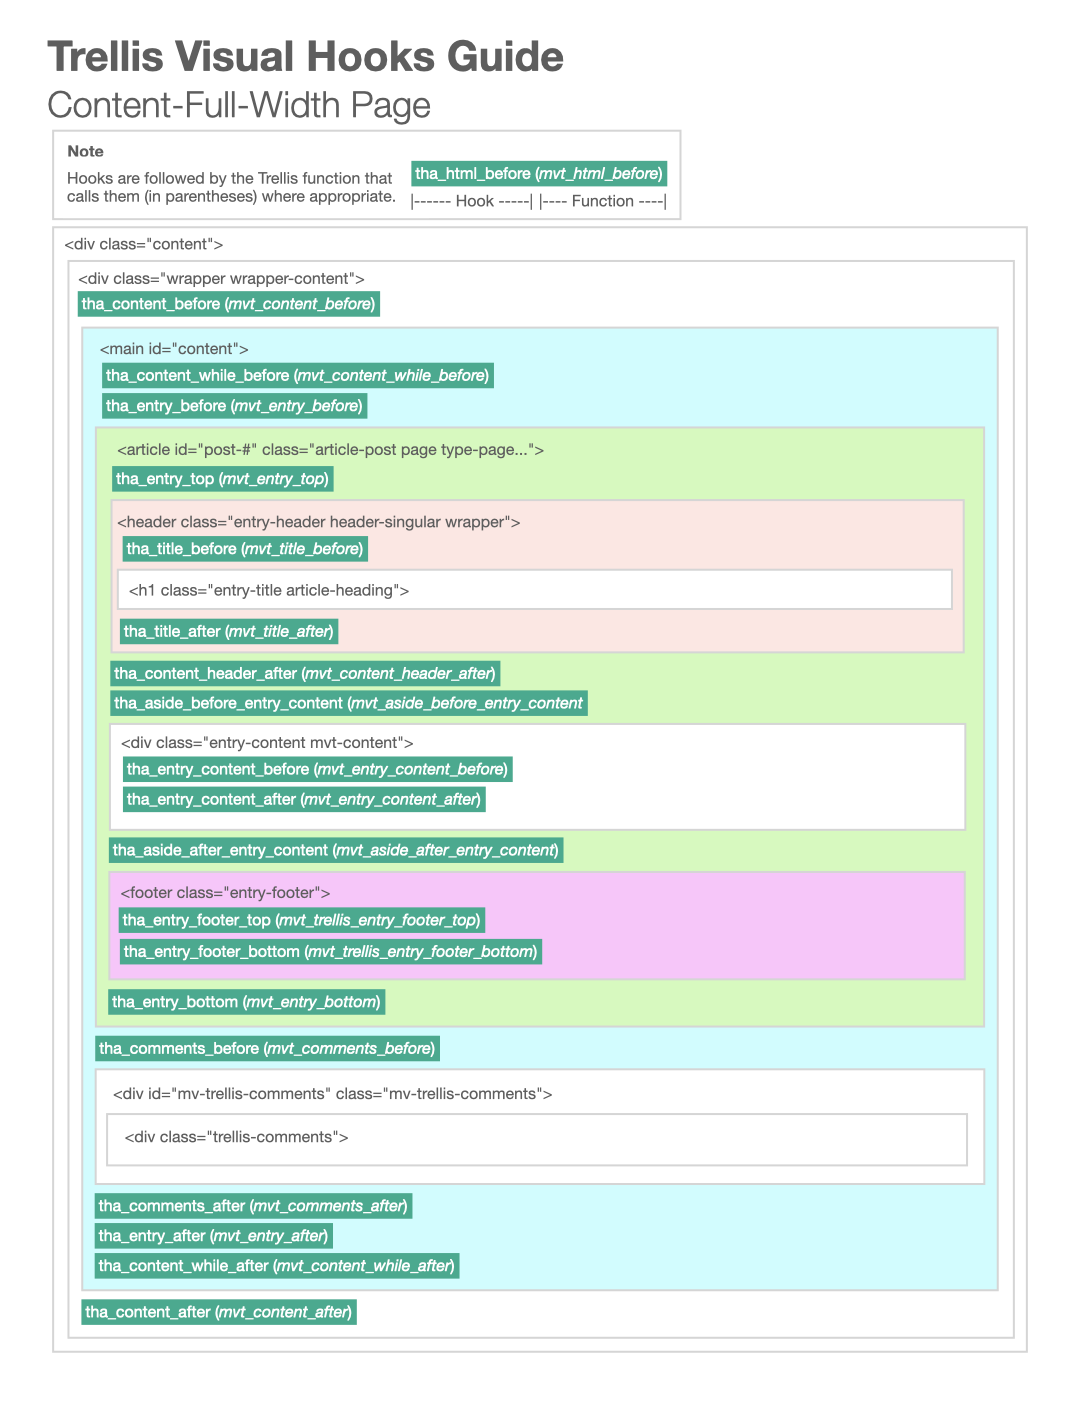 Trellis Visual Hooks Guide
Content-Full-Width Page
Note
Hooks are followed by the Trellis function that
calls them (in parentheses) where appropriate.
tha_html_before (mvt_html_before)
|------ Hook -----| |---- Function ----|
<div class="content">
<div class="wrapper wrapper-content">
tha_content_before (mvt_content_before)
<main id="content">
tha_content_while_before (mvt_content_while_before)
tha_entry_before (mvt_entry_before)
<article id="post-#" class="article-post page type-page...">
tha_entry_top (mvt_entry_top)
<header class="entry-header header-singular wrapper">
tha_title_before (mvt_title_before)
<h1 class="entry-title article-heading">
tha_title_after (mvt_title_after)
tha_content_header_after (mvt_content_header_after)
tha_aside_before_entry_content (mvt_aside_before_entry_content
<div class="entry-content mvt-content">
tha_entry_content_before (mvt_entry_content_before)
tha_entry_content_after (mvt_entry_content_after)
tha_aside_after_entry_content (mvt_aside_after_entry_content)
<footer class="entry-footer">
tha_entry_footer_top (mvt_trellis_entry_footer_top)
tha_entry_footer_bottom (mvt_trellis_entry_footer_bottom)
tha_entry_bottom (mvt_entry_bottom)
tha_comments_before (mvt_comments_before)
<div id="mv-trellis-comments" class="mv-trellis-comments">
<div class="trellis-comments">
tha_comments_after (mvt_comments_after)
tha_entry_after (mvt_entry_after)
tha_content_while_after (mvt_content_while_after)
tha_content_after (mvt_content_after)